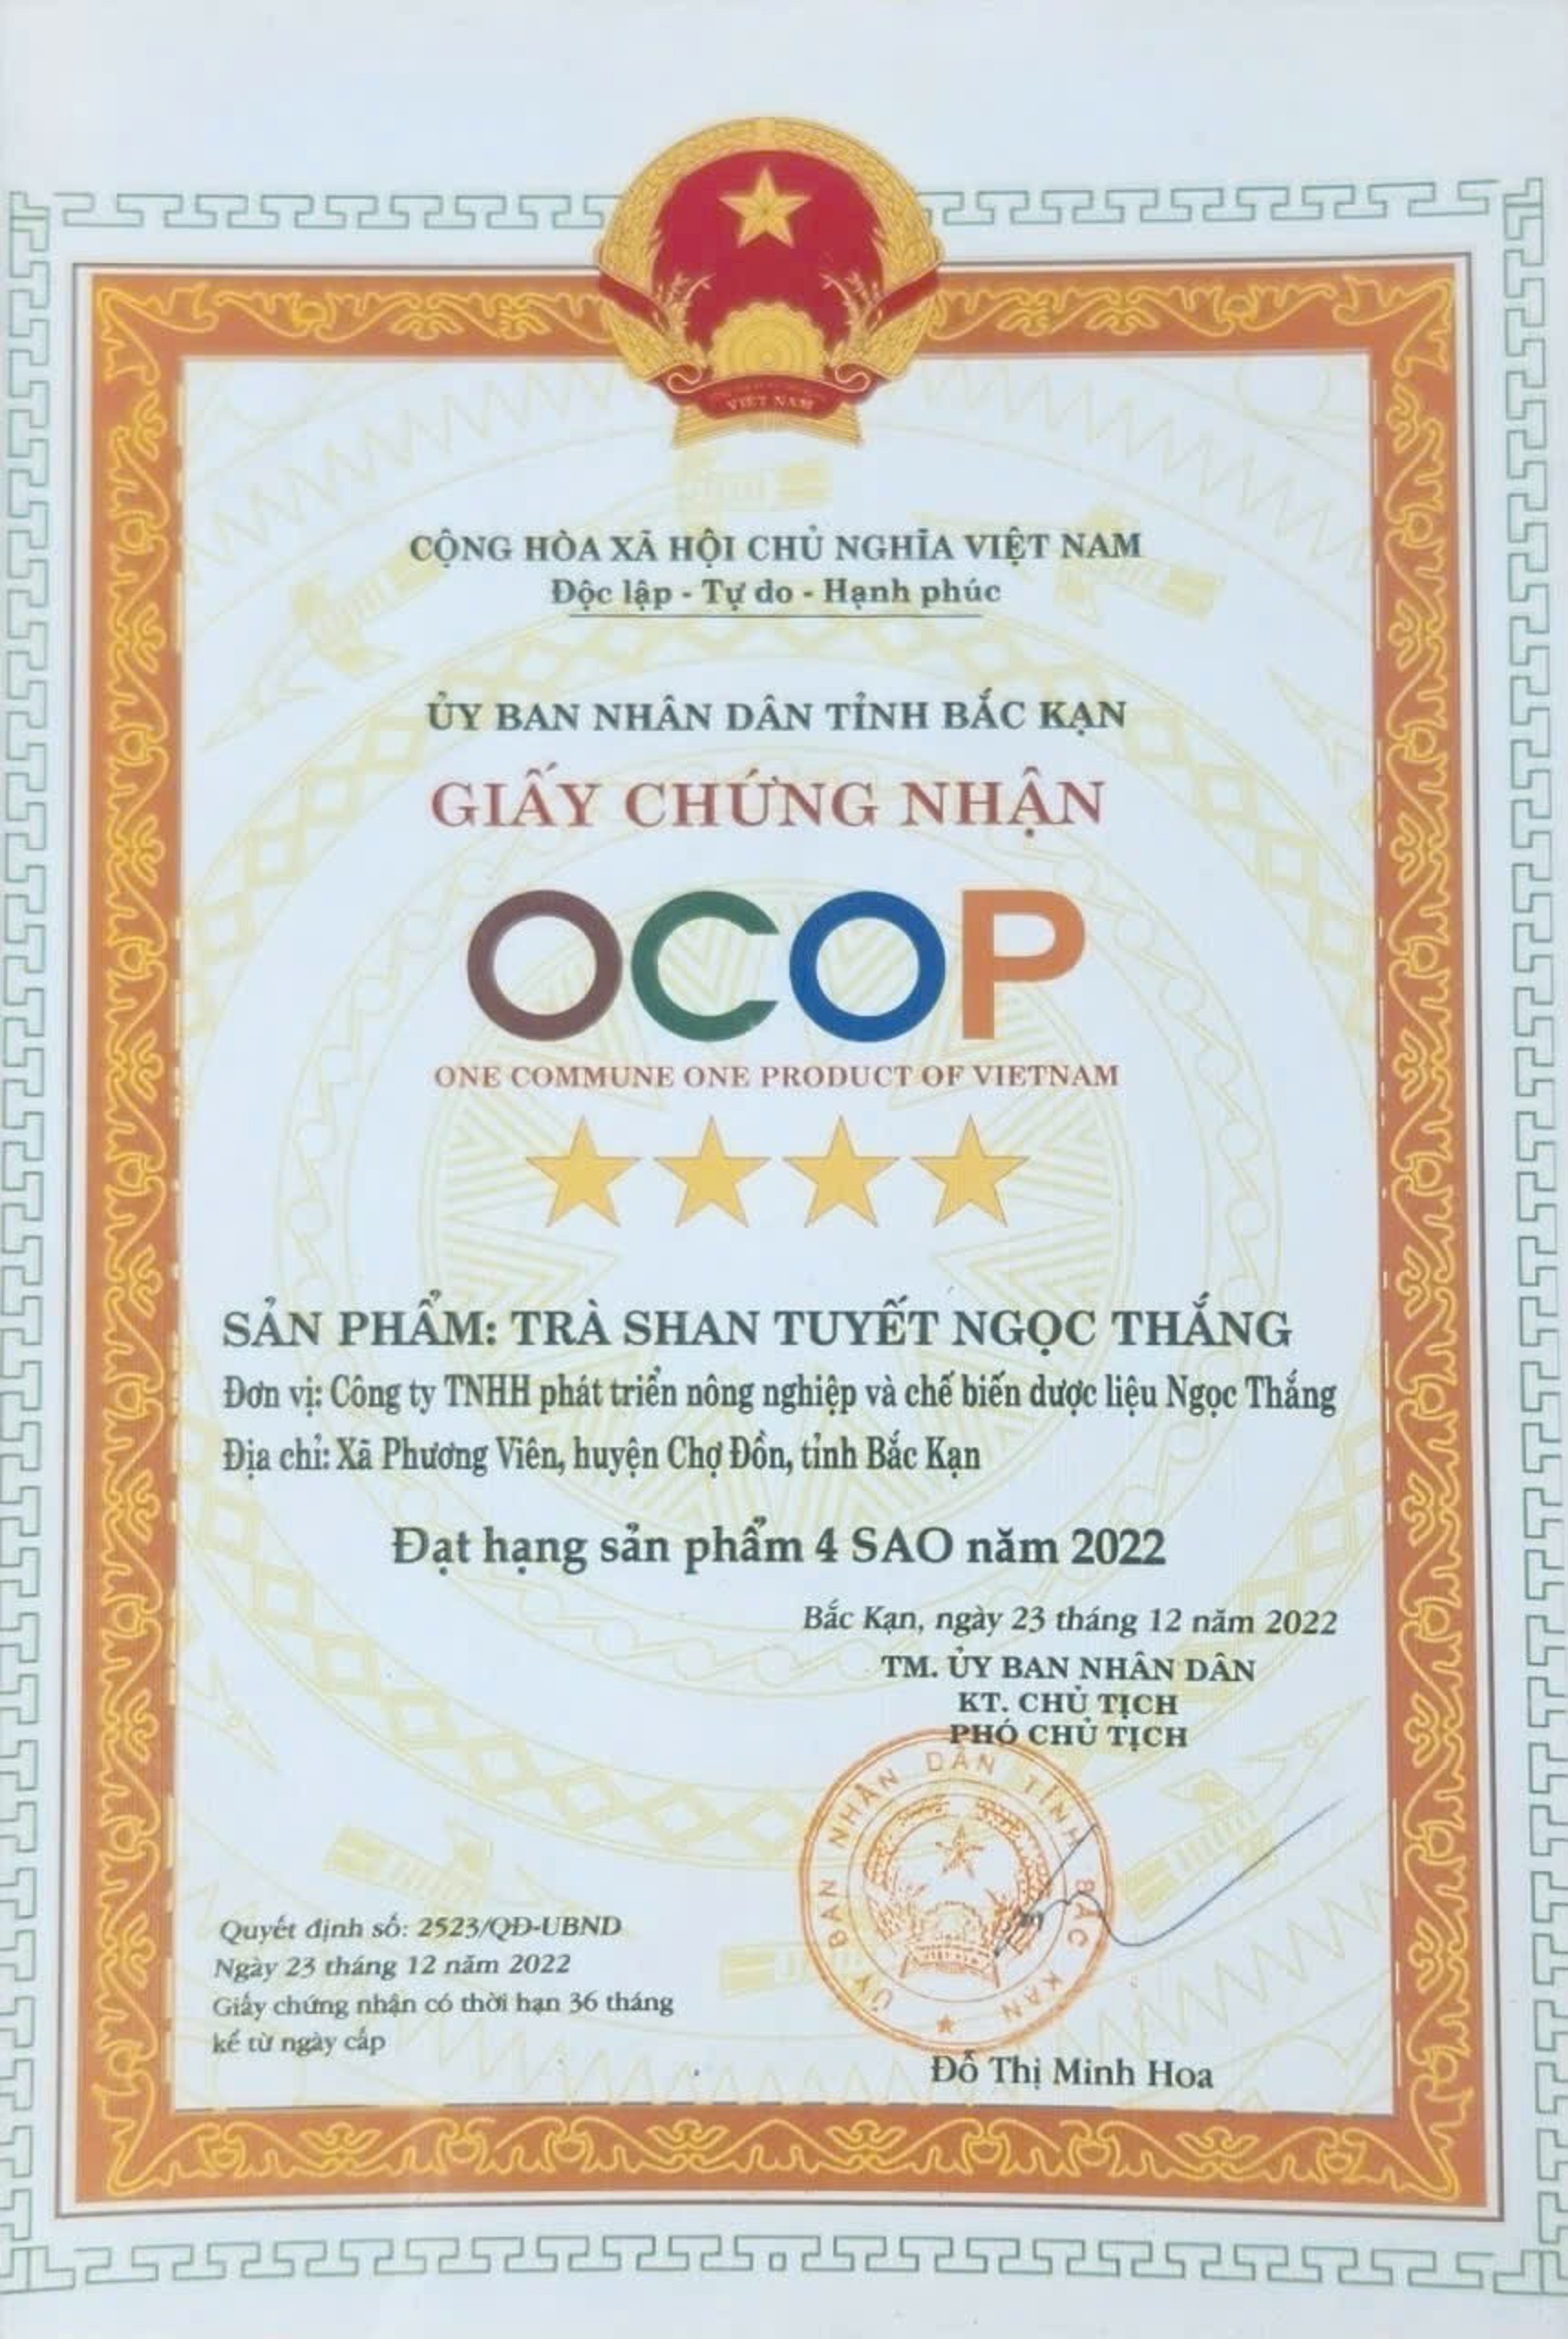 VIỆT NAM
CỘNG HÒA XÃ HỘI CHỦ NGHĨA VIỆT NAM
Độc lập - Tự do - Hạnh phúc
ỦY BAN NHÂN DÂN TỈNH BẮC KẠN
GIẤY CHỨNG NHẬN
OCOP
ONE COMMUNE ONE PRODUCT OF VIETNAM
SẢN PHẨM: TRÀ SHAN TUYẾT NGỌC THẮNG
Đơn vị: Công ty TNHH phát triển nông nghiệp và chế biến dược liệu Ngọc Thắng
Địa chỉ: Xã Phương Viên, huyện Chợ Đồn, tỉnh Bắc Kạn
Đạt hạng sản phẩm 4 SAO năm 2022
Bắc Kạn, ngày 23 tháng 12 năm 2022
TM. ỦY BAN NHÂN DÂN
KT. CHỦ TỊCH
PHÓ CHỦ TỊCH
ỦY BAN NHÂN DÂN TỈNH BẮC KẠN
Quyết định số: 2523/QĐ-UBND
Ngày 23 tháng 12 năm 2022
Giấy chứng nhận có thời hạn 36 tháng
kể từ ngày cấp
Đỗ Thị Minh Hoa